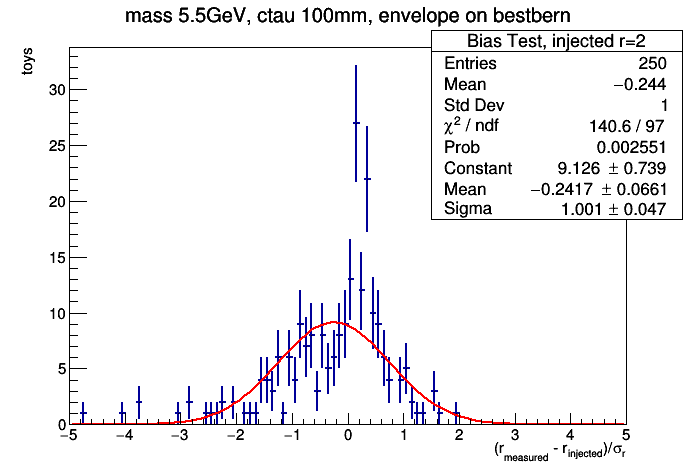 mass 5.5GeV, ctau 100mm, envelope on bestbern
toys
Bias Test, injected r=2
Entries 250
Mean −0.244
Std Dev 1
χ² / ndf 140.6 / 97
Prob 0.002551
Constant 9.126 ± 0.739
Mean −0.2417 ± 0.0661
Sigma 1.001 ± 0.047
30
25
20
15
10
5
0
−5 −4 −3 −2 −1 0 1 2 3 4 5
(r_measured - r_injected)/σ_r